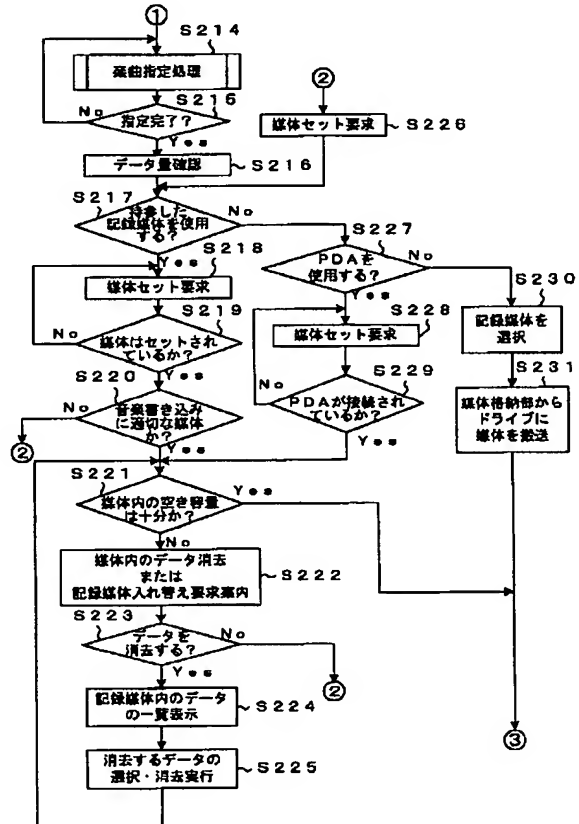 ①
S214
楽曲指定処理
S215
No
指定完了?
Yes
データ量確認
S216
②
媒体セット要求
S226
S217
持参した
記録媒体を使用
する?
No
Yes
S218
媒体セット要求
S219
No
媒体はセットされ
ているか?
Yes
S220
No
音楽書き込み
に適切な媒体
か?
②
Yes
S227
PDAを
使用する?
No
Yes
S228
媒体セット要求
S229
No
PDAが接続されて
いるか?
Yes
S230
記録媒体を
選択
S231
媒体格納部から
ドライブに
媒体を搬送
S221
媒体内の空き容量
は十分か?
Yes
No
媒体内のデータ消去
または
記録媒体入れ替え要求案内
S222
S223
データを
消去する?
No
②
Yes
記録媒体内のデータ
の一覧表示
S224
消去するデータの
選択・消去実行
S225
③